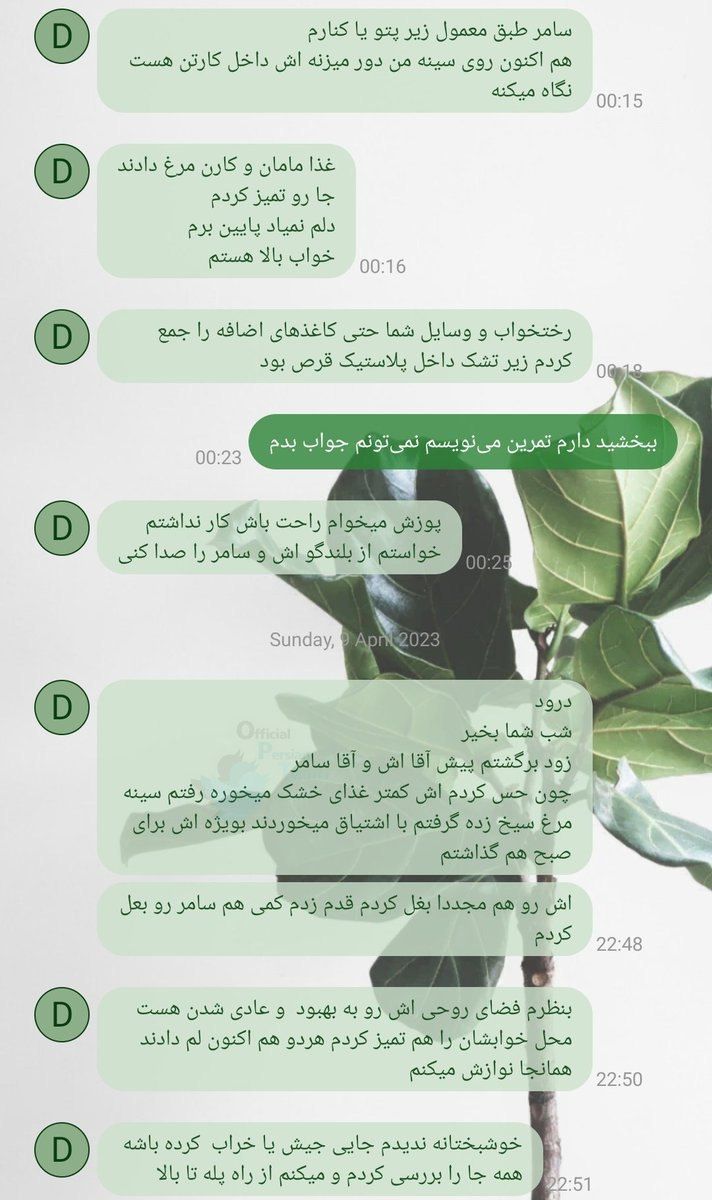 D
سامر طبق معمول زیر پتو یا کنارم
هم اکنون روی سینه من دور میزنه اش داخل کارتن هست
نگاه میکنه
00:15
D
غذا مامان و کارن مرغ دادند
جا رو تمیز کردم
دلم نمیاد پایین برم
خواب بالا هستم
00:16
D
رختخواب و وسایل شما حتی کاغذهای اضافه را جمع
کردم زیر تشک داخل پلاستیک قرص بود
00:18
ببخشید دارم تمرین می‌نویسم نمی‌تونم جواب بدم
00:23
D
پوزش میخوام راحت باش کار نداشتم
خواستم از بلندگو اش و سامر را صدا کنی
00:25
Sunday, 9 April 2023
D
درود
شب شما بخیر
زود برگشتم پیش آقا اش و آقا سامر
چون حس کردم اش کمتر غذای خشک میخوره رفتم سینه
مرغ سیخ زده گرفتم با اشتیاق میخوردند بویژه اش برای
صبح هم گذاشتم
Official
Persian
اش رو هم مجددا بغل کردم قدم زدم کمی هم سامر رو بعل
کردم
22:48
D
بنظرم فضای روحی اش رو به بهبود و عادی شدن هست
محل خوابشان را هم تمیز کردم هردو هم اکنون لم دادند
همانجا نوازش میکنم
22:50
D
خوشبختانه ندیدم جایی جیش یا خراب کرده باشه
همه جا را بررسی کردم و میکنم از راه پله تا بالا
22:51